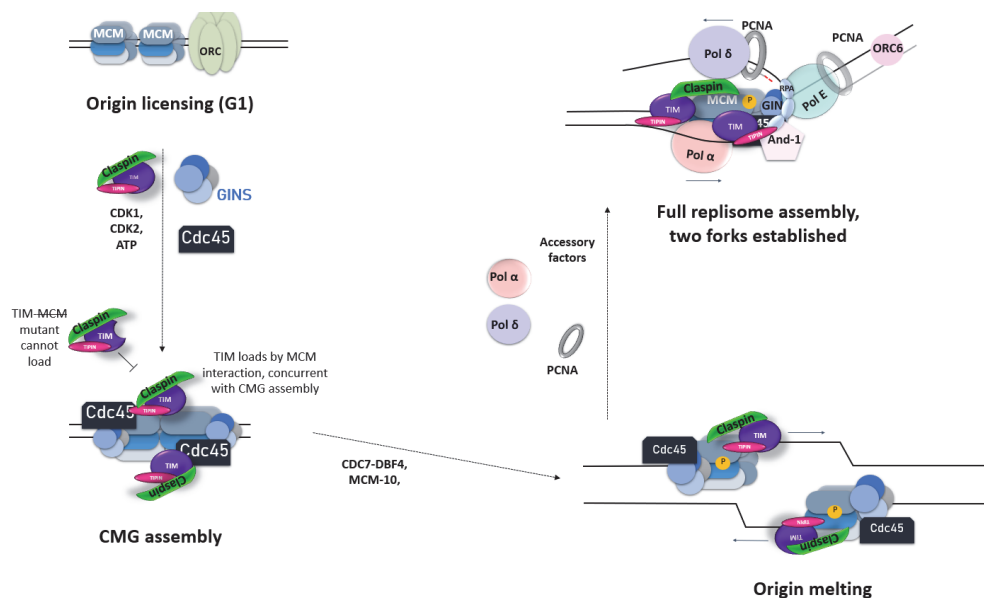 MCM
MCM
ORC
Origin licensing (G1)
Claspin
TIM
TIPIN
GINS
CDK1,
CDK2,
ATP
Cdc45
TIM-MCM
mutant
cannot
load
Claspin
TIM
TIPIN
TIM loads by MCM
interaction, concurrent
with CMG assembly
Claspin
TIM
TIPIN
Cdc45
Cdc45
TIM
TIPIN
Claspin
CMG assembly
CDC7-DBF4,
MCM-10,
Cdc45
Claspin
TIM
TIPIN
P
P
TIPIN
TIM
Claspin
Cdc45
Origin melting
Pol α
Pol δ
PCNA
Accessory
factors
PCNA
Pol δ
PCNA
ORC6
Claspin
MCM
P
GIN
RPA
Pol E
TIM
TIPIN
TIM
TIPIN
45
And-1
Pol α
Full replisome assembly,
two forks established